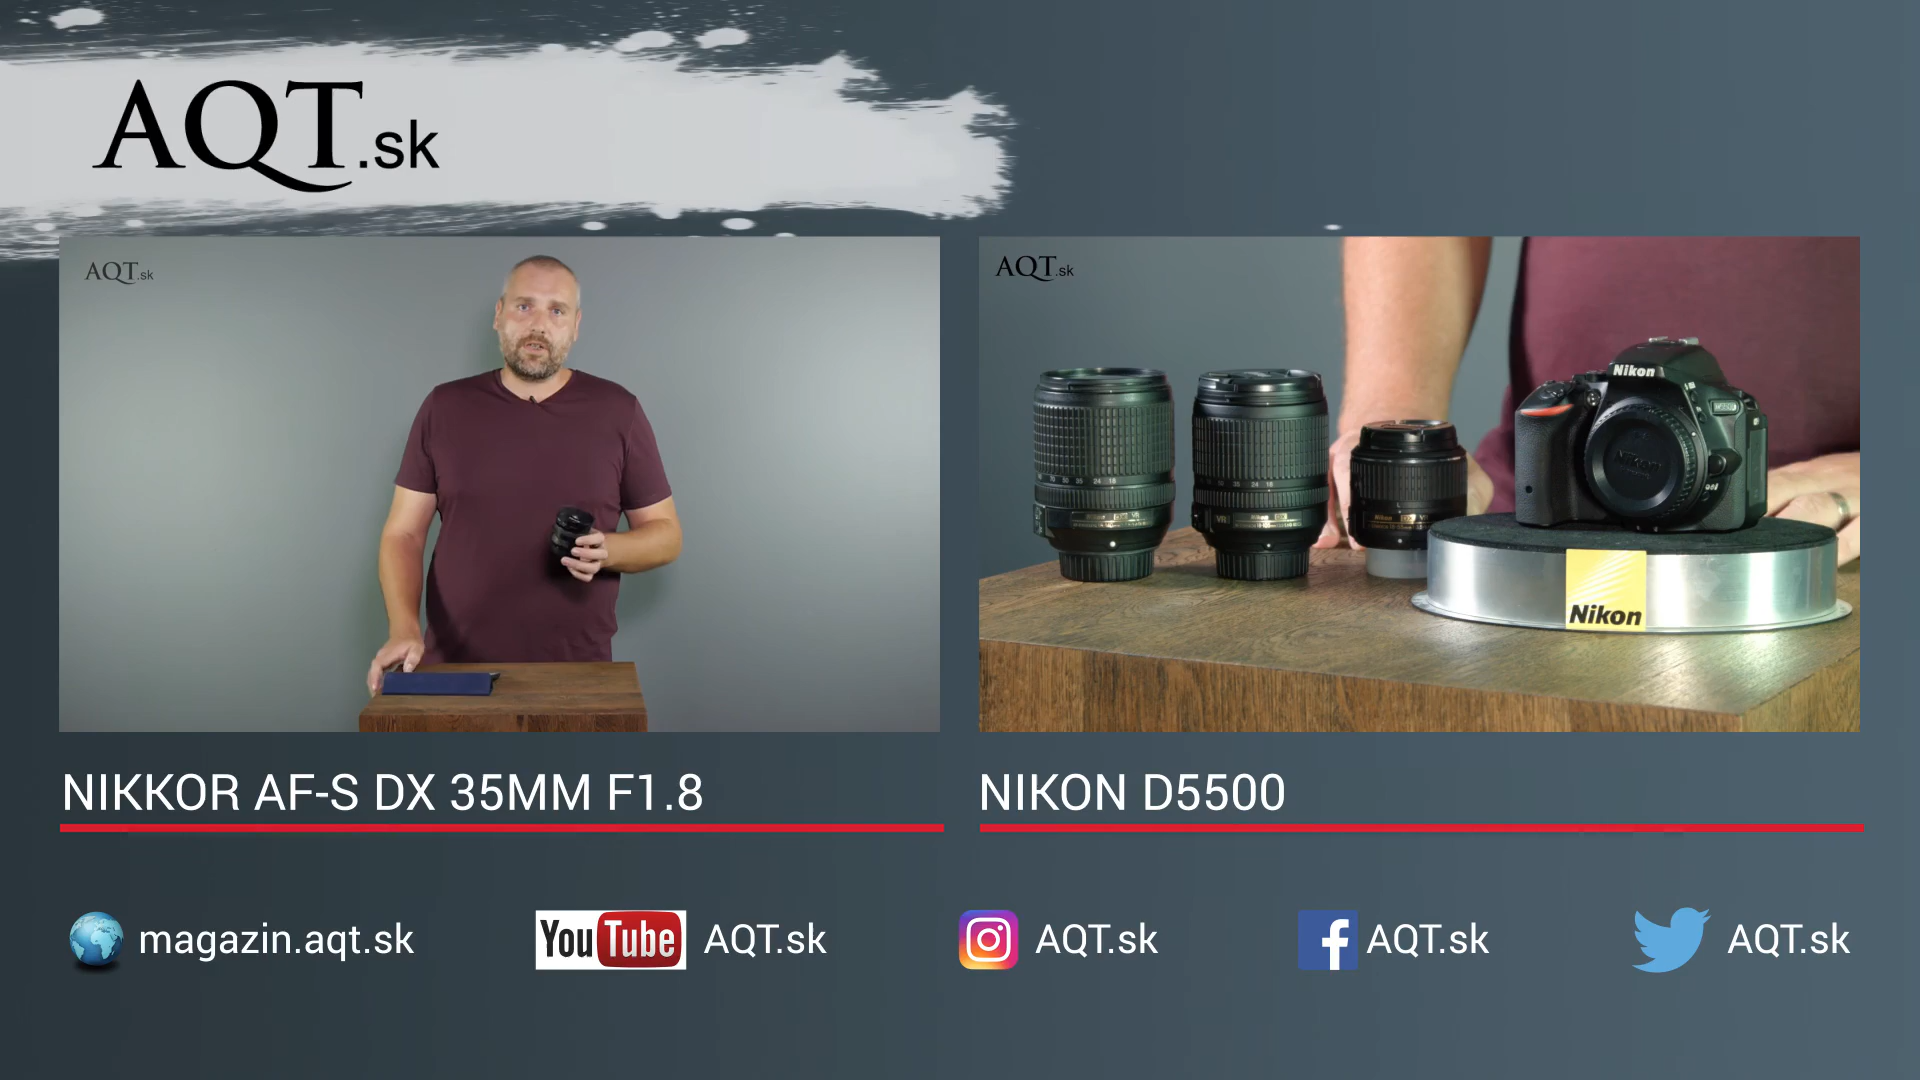 AQT.sk
AQT.sk
AQT.sk
Nikon
Nikon
NIKKOR AF-S DX 35MM F1.8
NIKON D5500
magazin.aqt.sk
YouTube AQT.sk
AQT.sk
AQT.sk
AQT.sk